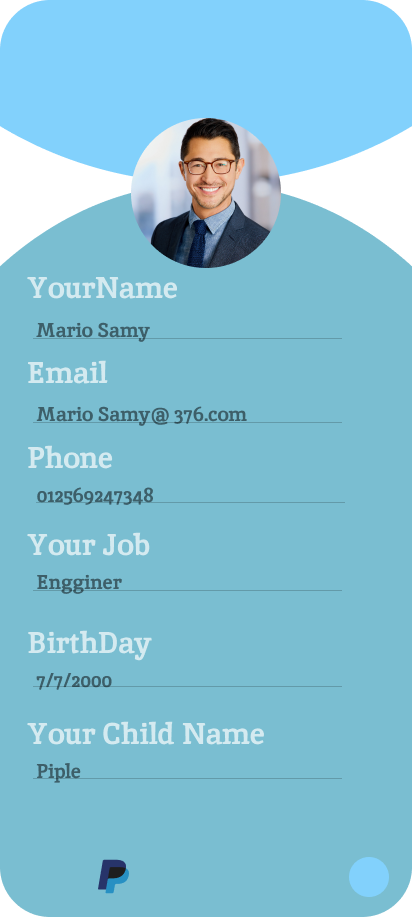 YourName
Mario Samy
Email
Mario Samy@ 376.com
Phone
012569247348
Your Job
Engginer
BirthDay
7/7/2000
Your Child Name
Piple